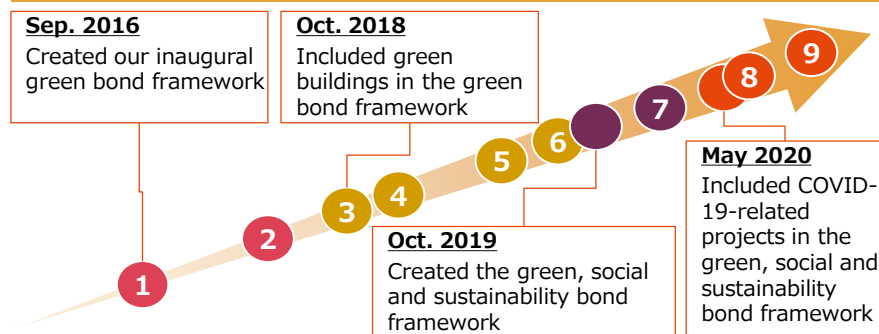 Sep. 2016
Created our inaugural
green bond framework
Oct. 2018
Included green
buildings in the green
bond framework
1
2
3
4
5
6
7
8
9
Oct. 2019
Created the green, social
and sustainability bond
framework
May 2020
Included COVID-
19-related
projects in the
green, social and
sustainability
bond framework